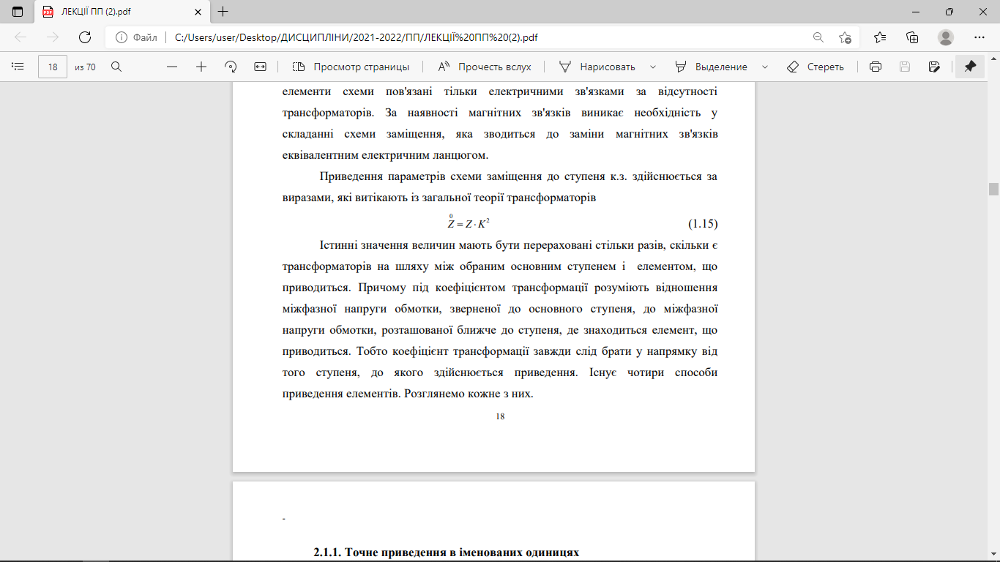 ЛЕКЦІЇ ПП (2).pdf
Файл
C:/Users/user/Desktop/ДИСЦИПЛІНИ/2021-2022/ПП/ЛЕКЦІЇ%20ПП%20(2).pdf
18 из 70 Просмотр страницы Прочесть вслух Нарисовать Выделение Стереть
елементи схеми пов'язані тільки електричними зв'язками за відсутності
трансформаторів. За наявності магнітних зв'язків виникає необхідність у
складанні схеми заміщення, яка зводиться до заміни магнітних зв'язків
еквівалентним електричним ланцюгом.
Приведення параметрів схеми заміщення до ступеня к.з. здійснюється за
виразами, які витікають із загальної теорії трансформаторів
0
Z = Z · K² (1.15)
Істинні значення величин мають бути перераховані стільки разів, скільки є
трансформаторів на шляху між обраним основним ступенем і елементом, що
приводиться. Причому під коефіцієнтом трансформації розуміють відношення
міжфазної напруги обмотки, зверненої до основного ступеня, до міжфазної
напруги обмотки, розташованої ближче до ступеня, де знаходиться елемент, що
приводиться. Тобто коефіцієнт трансформації завжди слід брати у напрямку від
того ступеня, до якого здійснюється приведення. Існує чотири способи
приведення елементів. Розглянемо кожне з них.
18
-
2.1.1. Точне приведення в іменованих одиницях